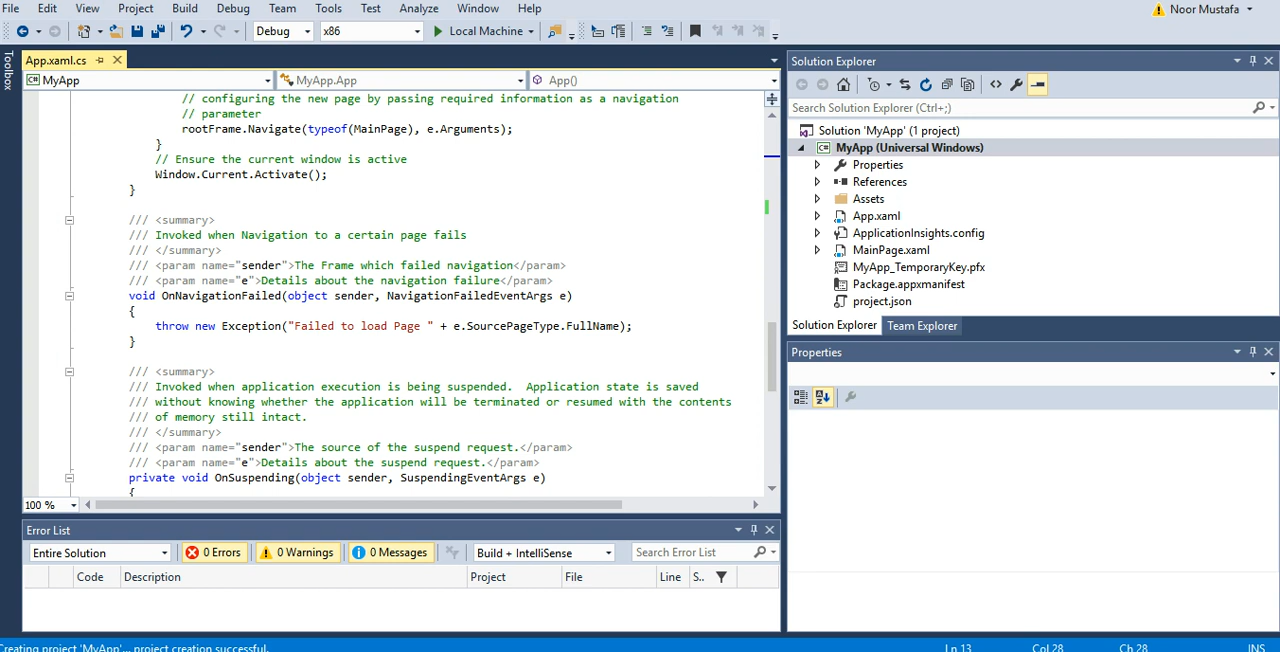 File Edit View Project Build Debug Team Tools Test Analyze Window Help Noor Mustafa
Debug x86 Local Machine
Toolbox
App.xaml.cs
MyApp MyApp.App App()
// configuring the new page by passing required information as a navigation
// parameter
rootFrame.Navigate(typeof(MainPage), e.Arguments);
}
// Ensure the current window is active
Window.Current.Activate();
}
/// <summary>
/// Invoked when Navigation to a certain page fails
/// </summary>
/// <param name="sender">The Frame which failed navigation</param>
/// <param name="e">Details about the navigation failure</param>
void OnNavigationFailed(object sender, NavigationFailedEventArgs e)
{
throw new Exception("Failed to load Page " + e.SourcePageType.FullName);
}
/// <summary>
/// Invoked when application execution is being suspended.  Application state is saved
/// without knowing whether the application will be terminated or resumed with the contents
/// of memory still intact.
/// </summary>
/// <param name="sender">The source of the suspend request.</param>
/// <param name="e">Details about the suspend request.</param>
private void OnSuspending(object sender, SuspendingEventArgs e)
{
100 %
Error List
Entire Solution 0 Errors 0 Warnings 0 Messages Build + IntelliSense Search Error List
Code Description Project File Line S..
Solution Explorer
Search Solution Explorer (Ctrl+;)
Solution 'MyApp' (1 project)
MyApp (Universal Windows)
Properties
References
Assets
App.xaml
ApplicationInsights.config
MainPage.xaml
MyApp_TemporaryKey.pfx
Package.appxmanifest
project.json
Solution Explorer Team Explorer
Properties
Creating project 'MyApp'... project creation successful. Ln 13 Col 28 Ch 28 INS